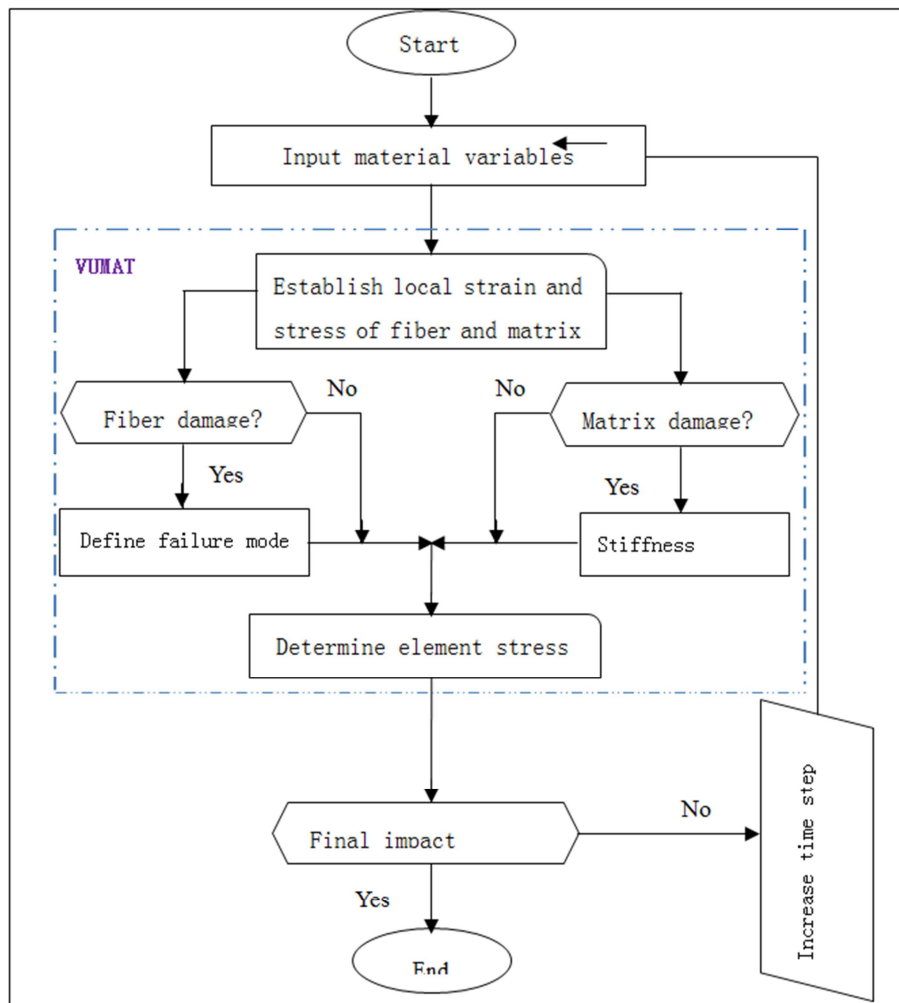 Start
Input material variables
VUMAT
Establish local strain and
stress of fiber and matrix
No
No
Fiber damage?
Matrix damage?
Yes
Yes
Define failure mode
Stiffness
Determine element stress
Increase time step
No
Final impact
Yes
End